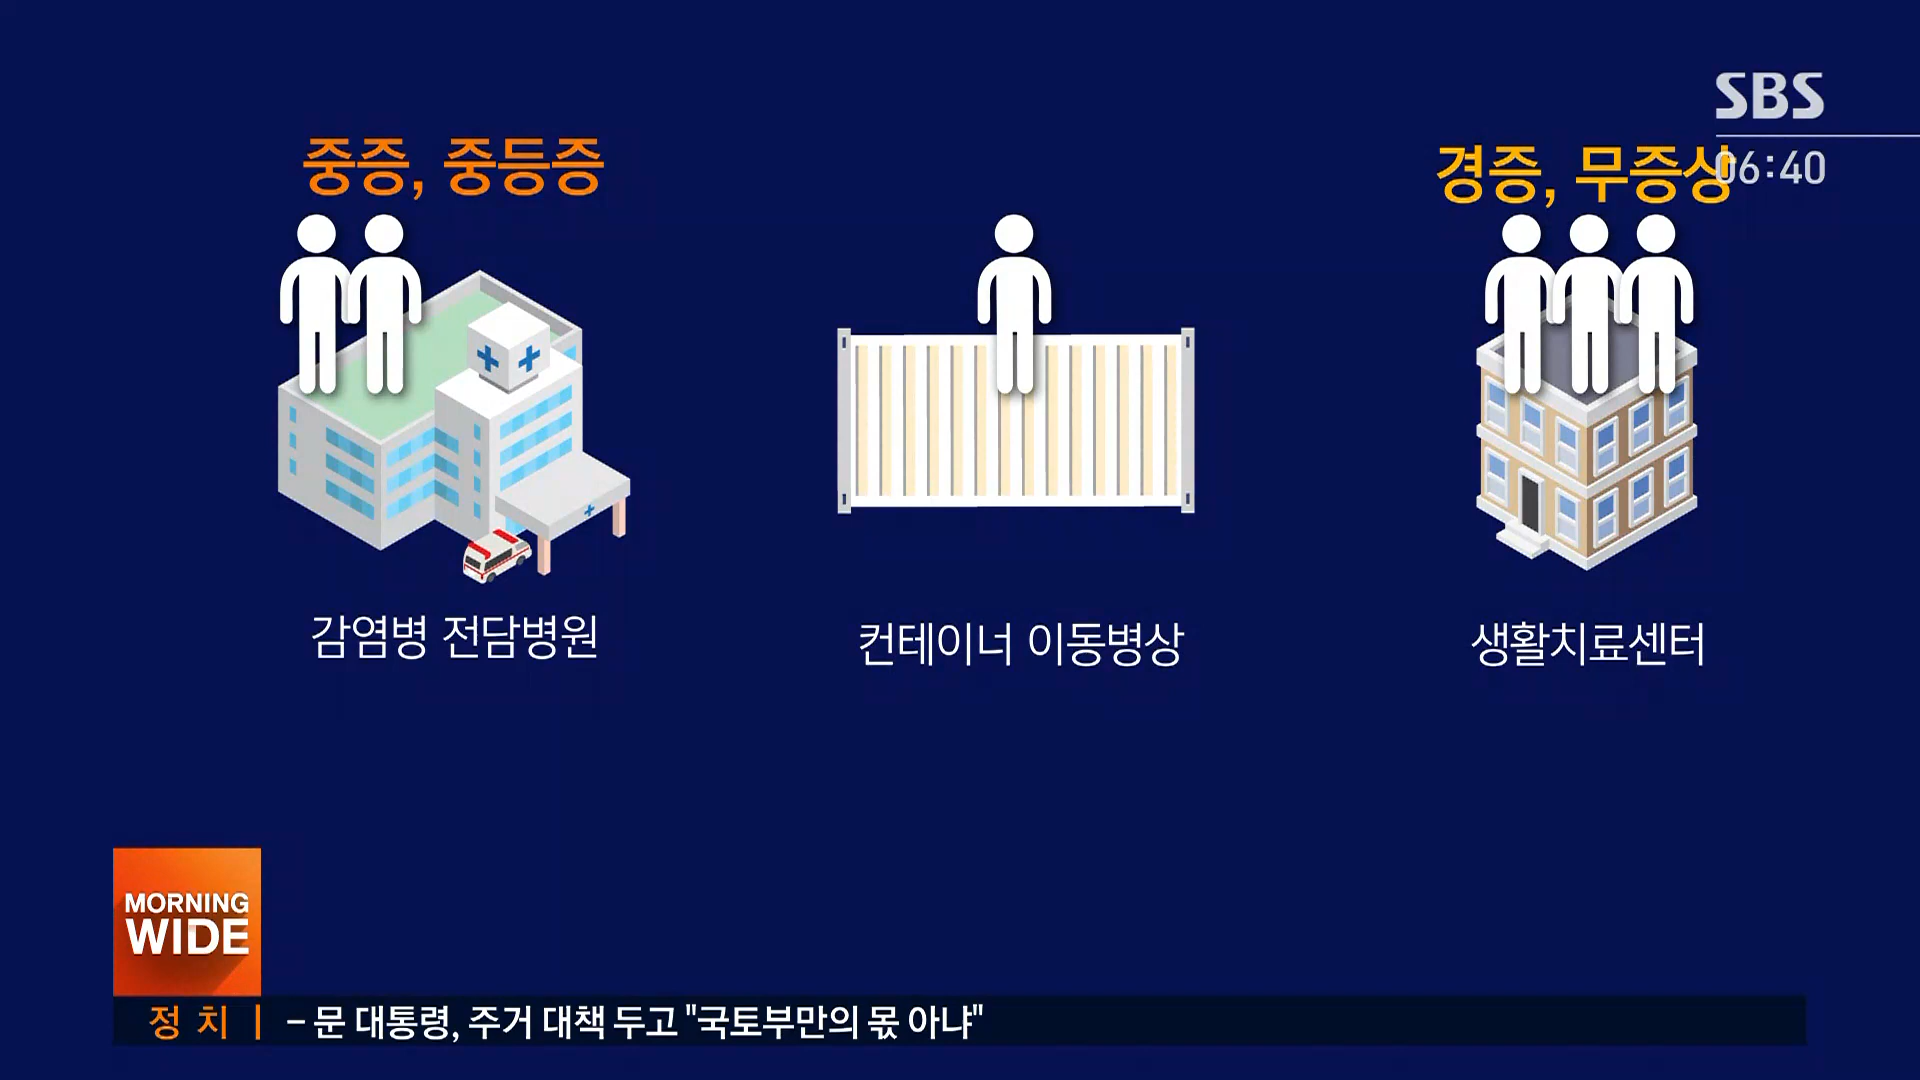 SBS
06:40
중증, 중등증
경증, 무증상
감염병 전담병원
컨테이너 이동병상
생활치료센터
MORNING
WIDE
정 치 | – 문 대통령, 주거 대책 두고 "국토부만의 몫 아냐"